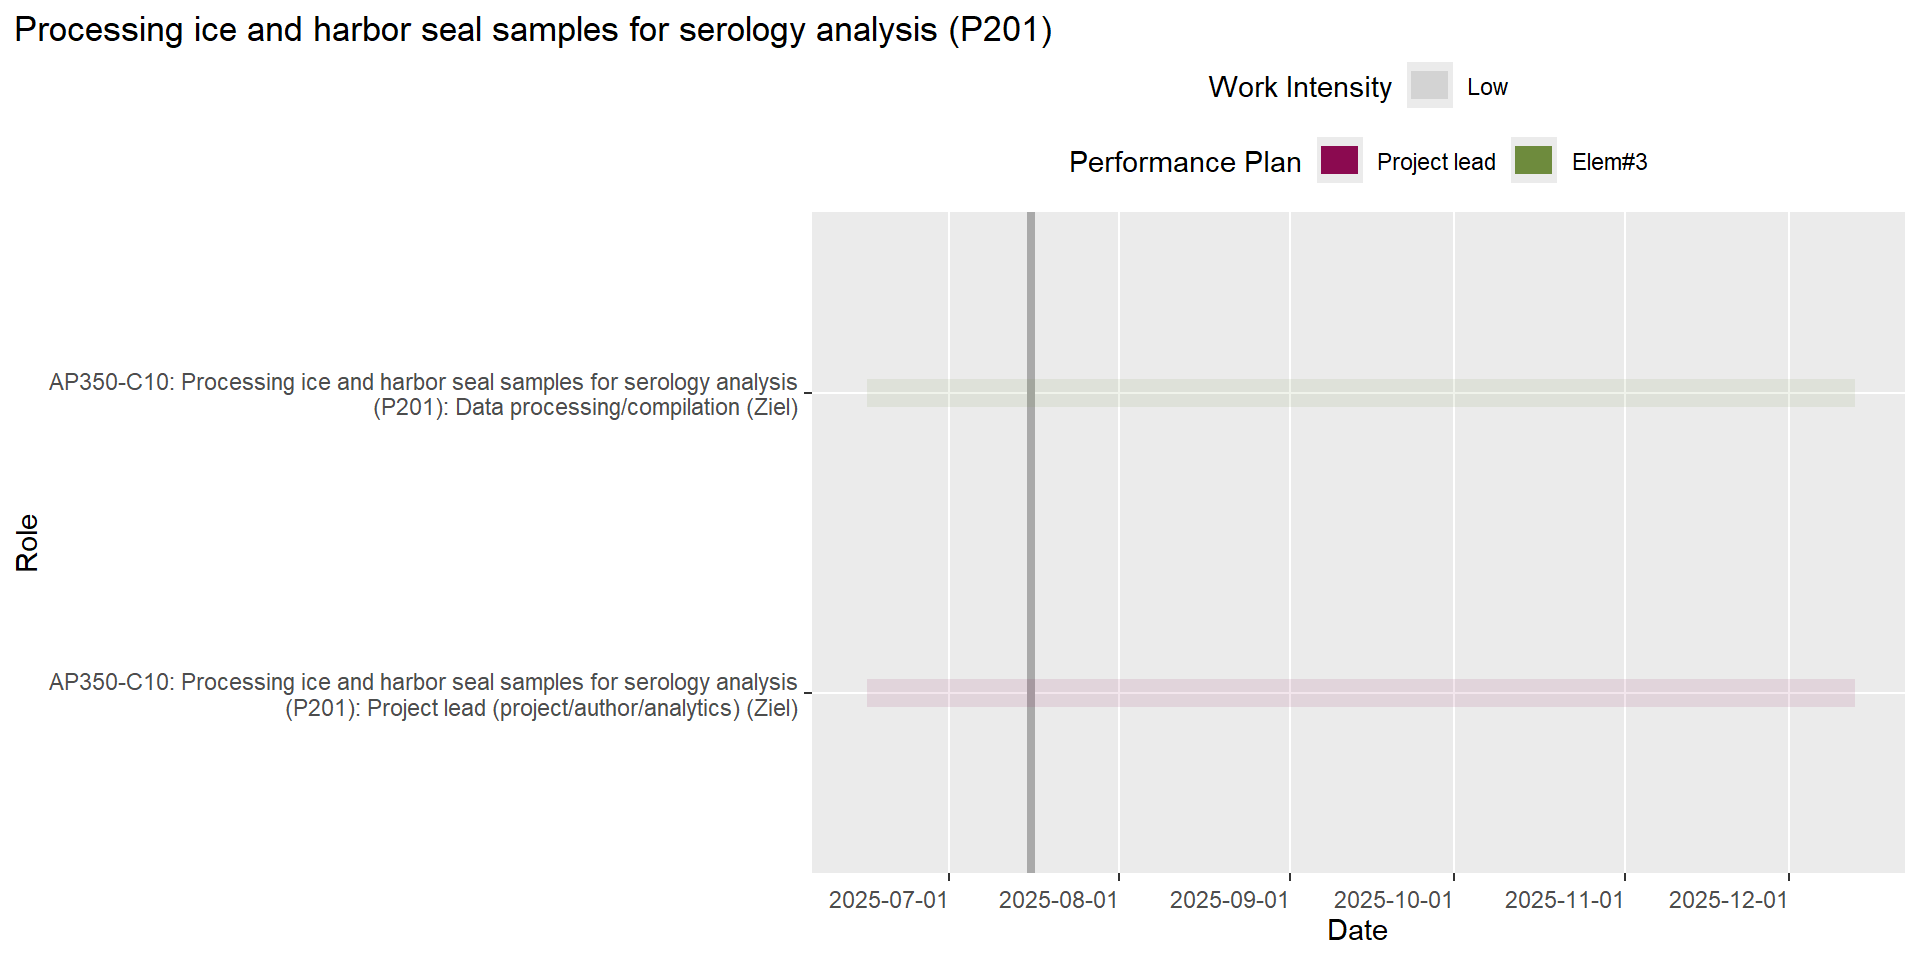 Processing ice and harbor seal samples for serology analysis (P201)
Work Intensity Low
Performance Plan Project lead Elem#3
AP350-C10: Processing ice and harbor seal samples for serology analysis
(P201): Data processing/compilation (Ziel)
Role
AP350-C10: Processing ice and harbor seal samples for serology analysis
(P201): Project lead (project/author/analytics) (Ziel)
2025-07-01 2025-08-01 2025-09-01 2025-10-01 2025-11-01 2025-12-01
Date